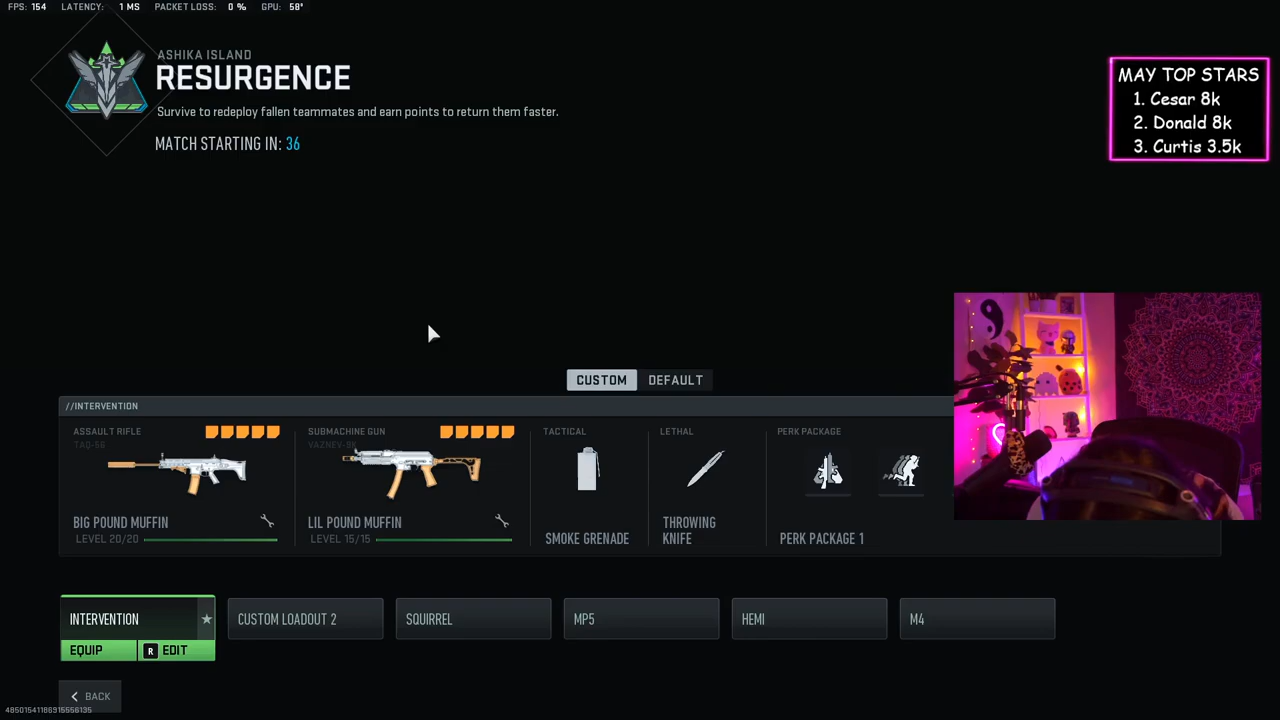 FPS: 154 LATENCY: 1 MS PACKET LOSS: 0 % GPU: 58°
ASHIKA ISLAND
RESURGENCE
Survive to redeploy fallen teammates and earn points to return them faster.
MATCH STARTING IN: 36
MAY TOP STARS
1. Cesar 8k
2. Donald 8k
3. Curtis 3.5k
CUSTOM DEFAULT
//INTERVENTION
ASSAULT RIFLE SUBMACHINE GUN TACTICAL LETHAL PERK PACKAGE
TAQ-56 VAZNEV-9K
BIG POUND MUFFIN LIL POUND MUFFIN SMOKE GRENADE THROWING KNIFE PERK PACKAGE 1
LEVEL 20/20 LEVEL 15/15
INTERVENTION CUSTOM LOADOUT 2 SQUIRREL MP5 HEMI M4
EQUIP R EDIT
BACK